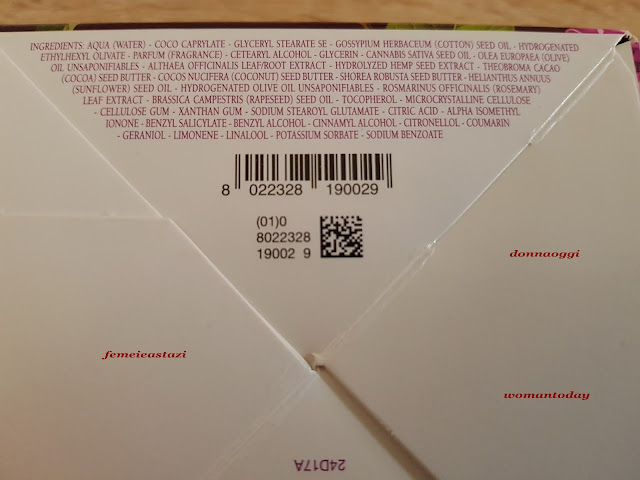 INGREDIENTS: AQUA (WATER) - COCO CAPRYLATE - GLYCERYL STEARATE SE - GOSSYPIUM HERBACEUM (COTTON) SEED OIL - HYDROGENATED
ETHYLHEXYL OLIVATE - PARFUM (FRAGRANCE) - CETEARYL ALCOHOL - GLYCERIN - CANNABIS SATIVA SEED OIL - OLEA EUROPAEA (OLIVE)
OIL UNSAPONIFIABLES - ALTHAEA OFFICINALIS LEAF/ROOT EXTRACT - HYDROLYZED HEMP SEED EXTRACT - THEOBROMA CACAO
(COCOA) SEED BUTTER - COCOS NUCIFERA (COCONUT) SEED BUTTER - SHOREA ROBUSTA SEED BUTTER - HELIANTHUS ANNUUS
(SUNFLOWER) SEED OIL - HYDROGENATED OLIVE OIL UNSAPONIFIABLES - ROSMARINUS OFFICINALIS (ROSEMARY)
LEAF EXTRACT - BRASSICA CAMPESTRIS (RAPESEED) SEED OIL - TOCOPHEROL - MICROCRYSTALLINE CELLULOSE
- CELLULOSE GUM - XANTHAN GUM - SODIUM STEAROYL GLUTAMATE - CITRIC ACID - ALPHA ISOMETHYL
IONONE - BENZYL SALICYLATE - BENZYL ALCOHOL - CINNAMYL ALCOHOL - CITRONELLOL - COUMARIN
- GERANIOL - LIMONENE - LINALOOL - POTASSIUM SORBATE - SODIUM BENZOATE
8 022328 190029
(01)0
8022328
19002 9
donnaoggi
femeieastazi
womantoday
24D17A